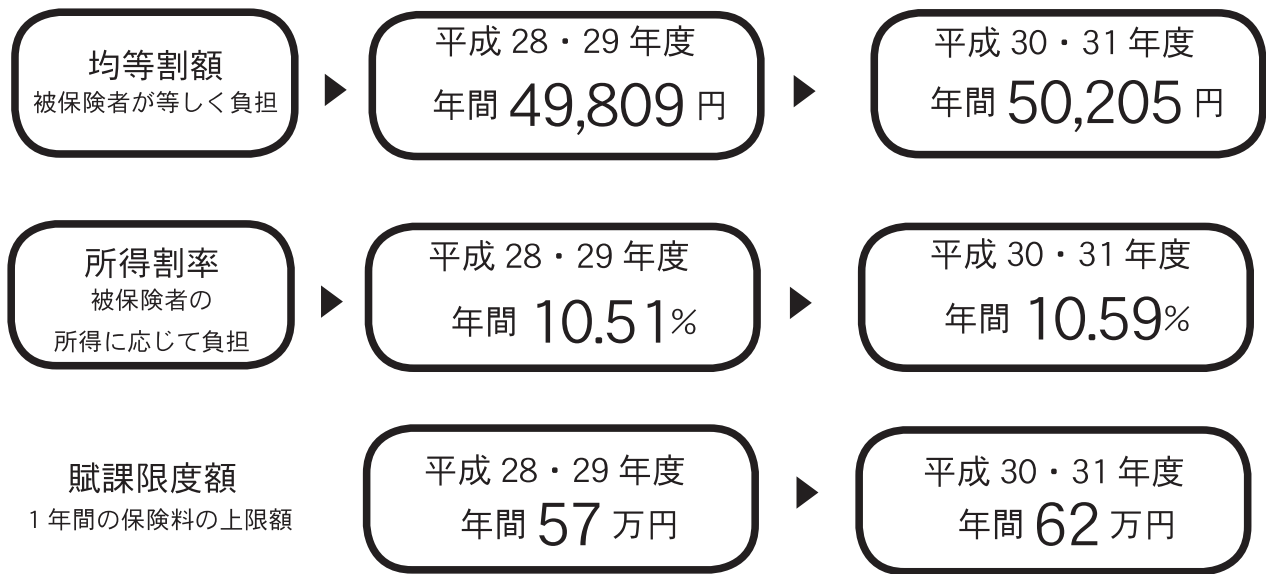 均等割額
被保険者が等しく負担
平成 28・29 年度
年間 49,809 円
平成 30・31 年度
年間 50,205 円
所得割率
被保険者の
所得に応じて負担
平成 28・29 年度
年間 10.51%
平成 30・31 年度
年間 10.59%
賦課限度額
1 年間の保険料の上限額
平成 28・29 年度
年間 57 万円
平成 30・31 年度
年間 62 万円